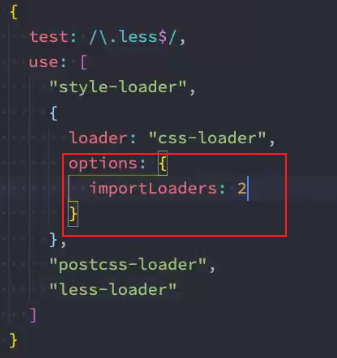 {
  test: /\.less$/,
  use: [
    "style-loader",
    {
      loader: "css-loader",
      options: {
        importLoaders: 2
      }
    },
    "postcss-loader",
    "less-loader"
  ]
}